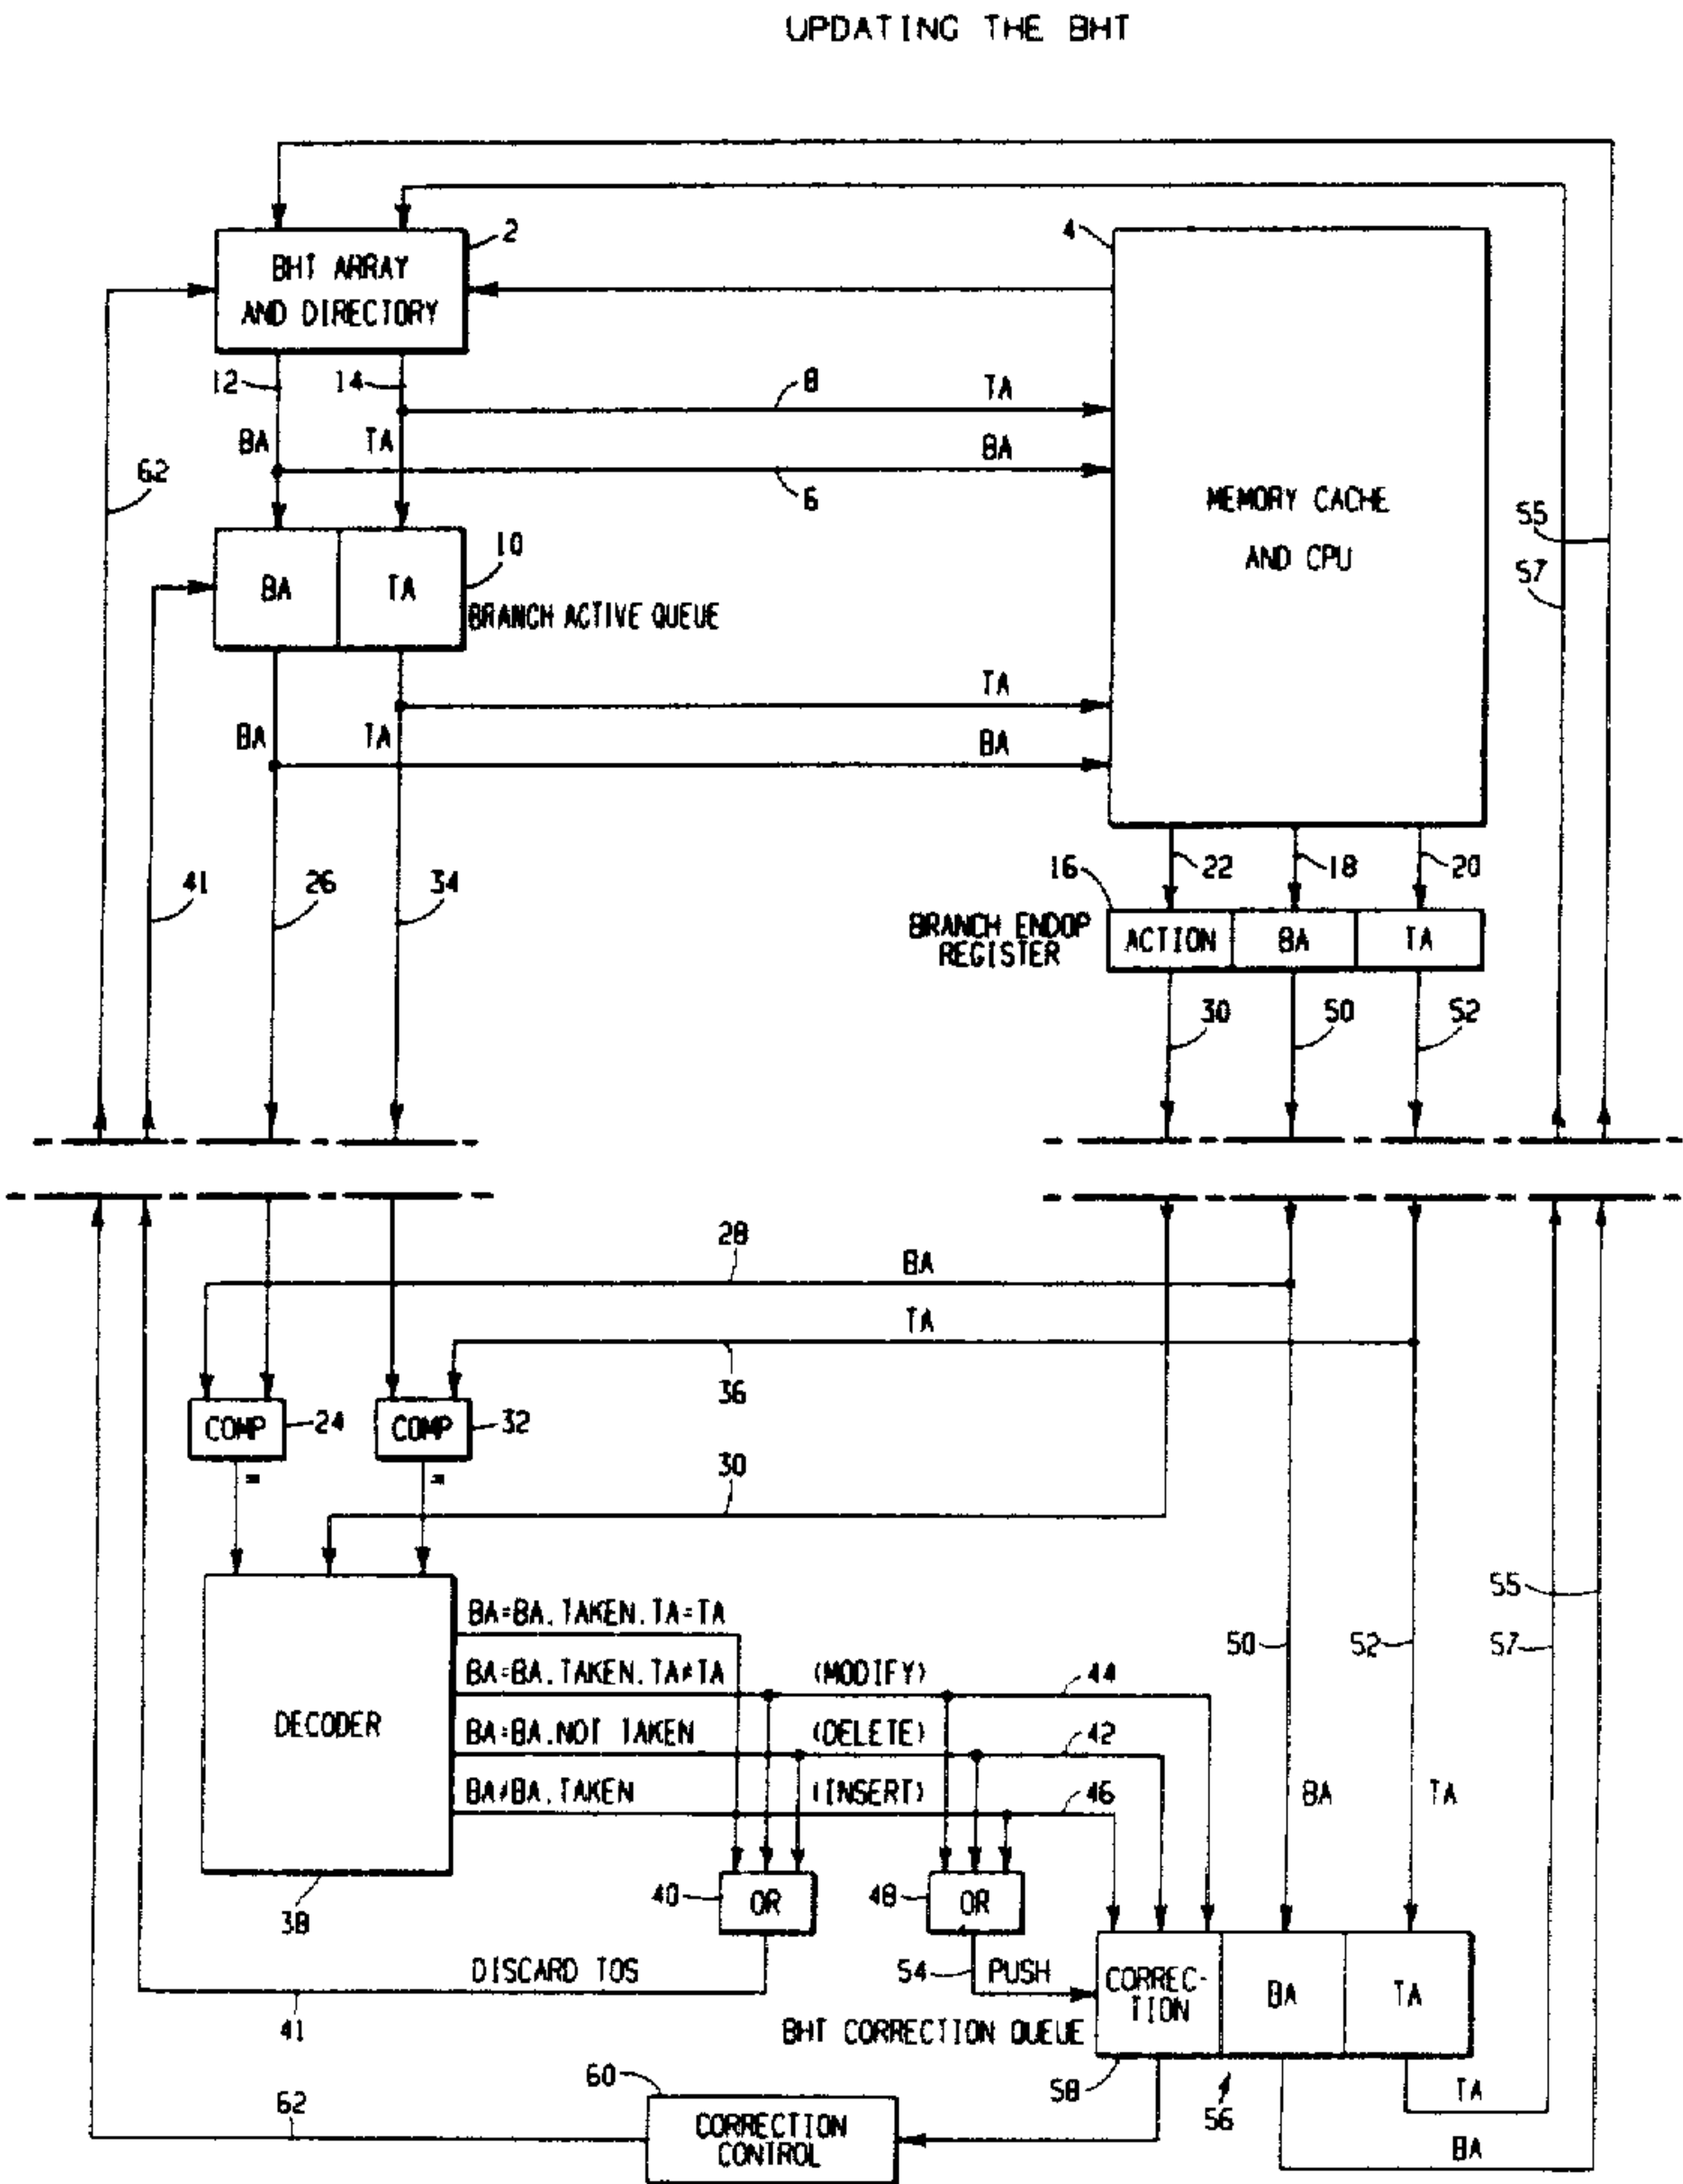 UPDATING THE BHT
2
4
BHT ARRAY
AND DIRECTORY
12
14
8
TA
BA
TA
BA
62
6
MEMORY CACHE
AND CPU
55
57
10
BA
TA
BRANCH ACTIVE QUEUE
TA
BA
TA
BA
41
26
34
16
22
18
20
BRANCH ENDOP
REGISTER
ACTION
BA
TA
30
50
52
28
BA
TA
36
COMP
24
COMP
32
=
=
30
55
BA=BA.TAKEN.TA=TA
BA=BA.TAKEN.TA≠TA
(MODIFY)
44
50
52
57
DECODER
BA=BA.NOT TAKEN
(DELETE)
42
BA≠BA.TAKEN
(INSERT)
46
BA
TA
40
OR
48
OR
38
DISCARD TOS
54
PUSH
CORREC-
TION
BA
TA
41
BHT CORRECTION QUEUE
60
58
56
TA
62
CORRECTION
CONTROL
BA